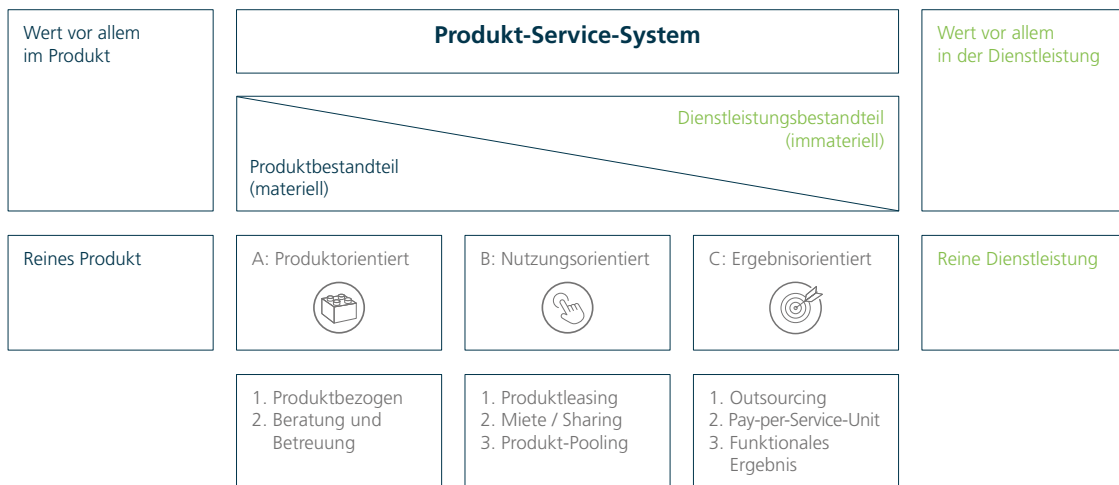 Wert vor allem
im Produkt
Produkt-Service-System
Wert vor allem
in der Dienstleistung
Dienstleistungsbestandteil
(immateriell)
Produktbestandteil
(materiell)
Reines Produkt
A: Produktorientiert
B: Nutzungsorientiert
C: Ergebnisorientiert
Reine Dienstleistung
1. Produktbezogen
2. Beratung und
Betreuung
1. Produktleasing
2. Miete / Sharing
3. Produkt-Pooling
1. Outsourcing
2. Pay-per-Service-Unit
3. Funktionales
Ergebnis